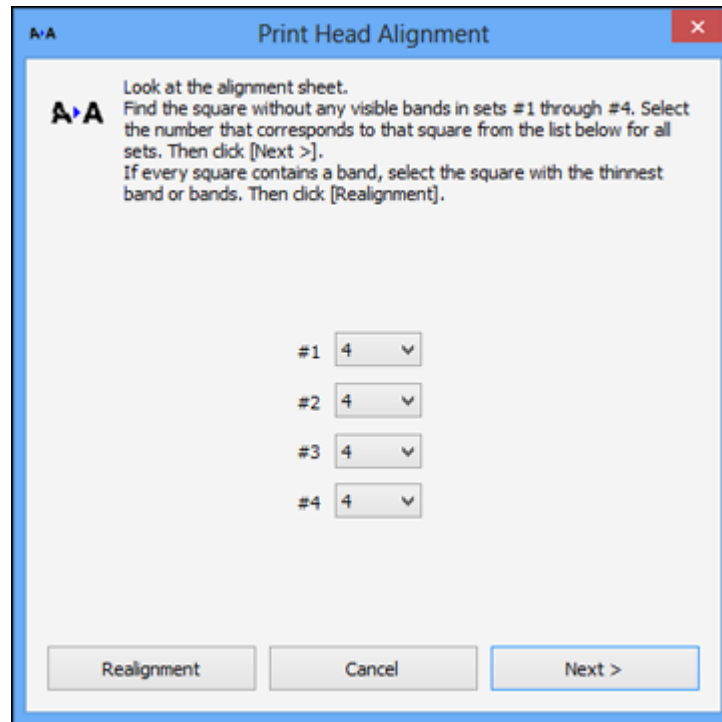 A▸A
Print Head Alignment
A▸A
Look at the alignment sheet.
Find the square without any visible bands in sets #1 through #4. Select
the number that corresponds to that square from the list below for all
sets. Then click [Next >].
If every square contains a band, select the square with the thinnest
band or bands. Then click [Realignment].
#1 4
#2 4
#3 4
#4 4
Realignment Cancel Next >